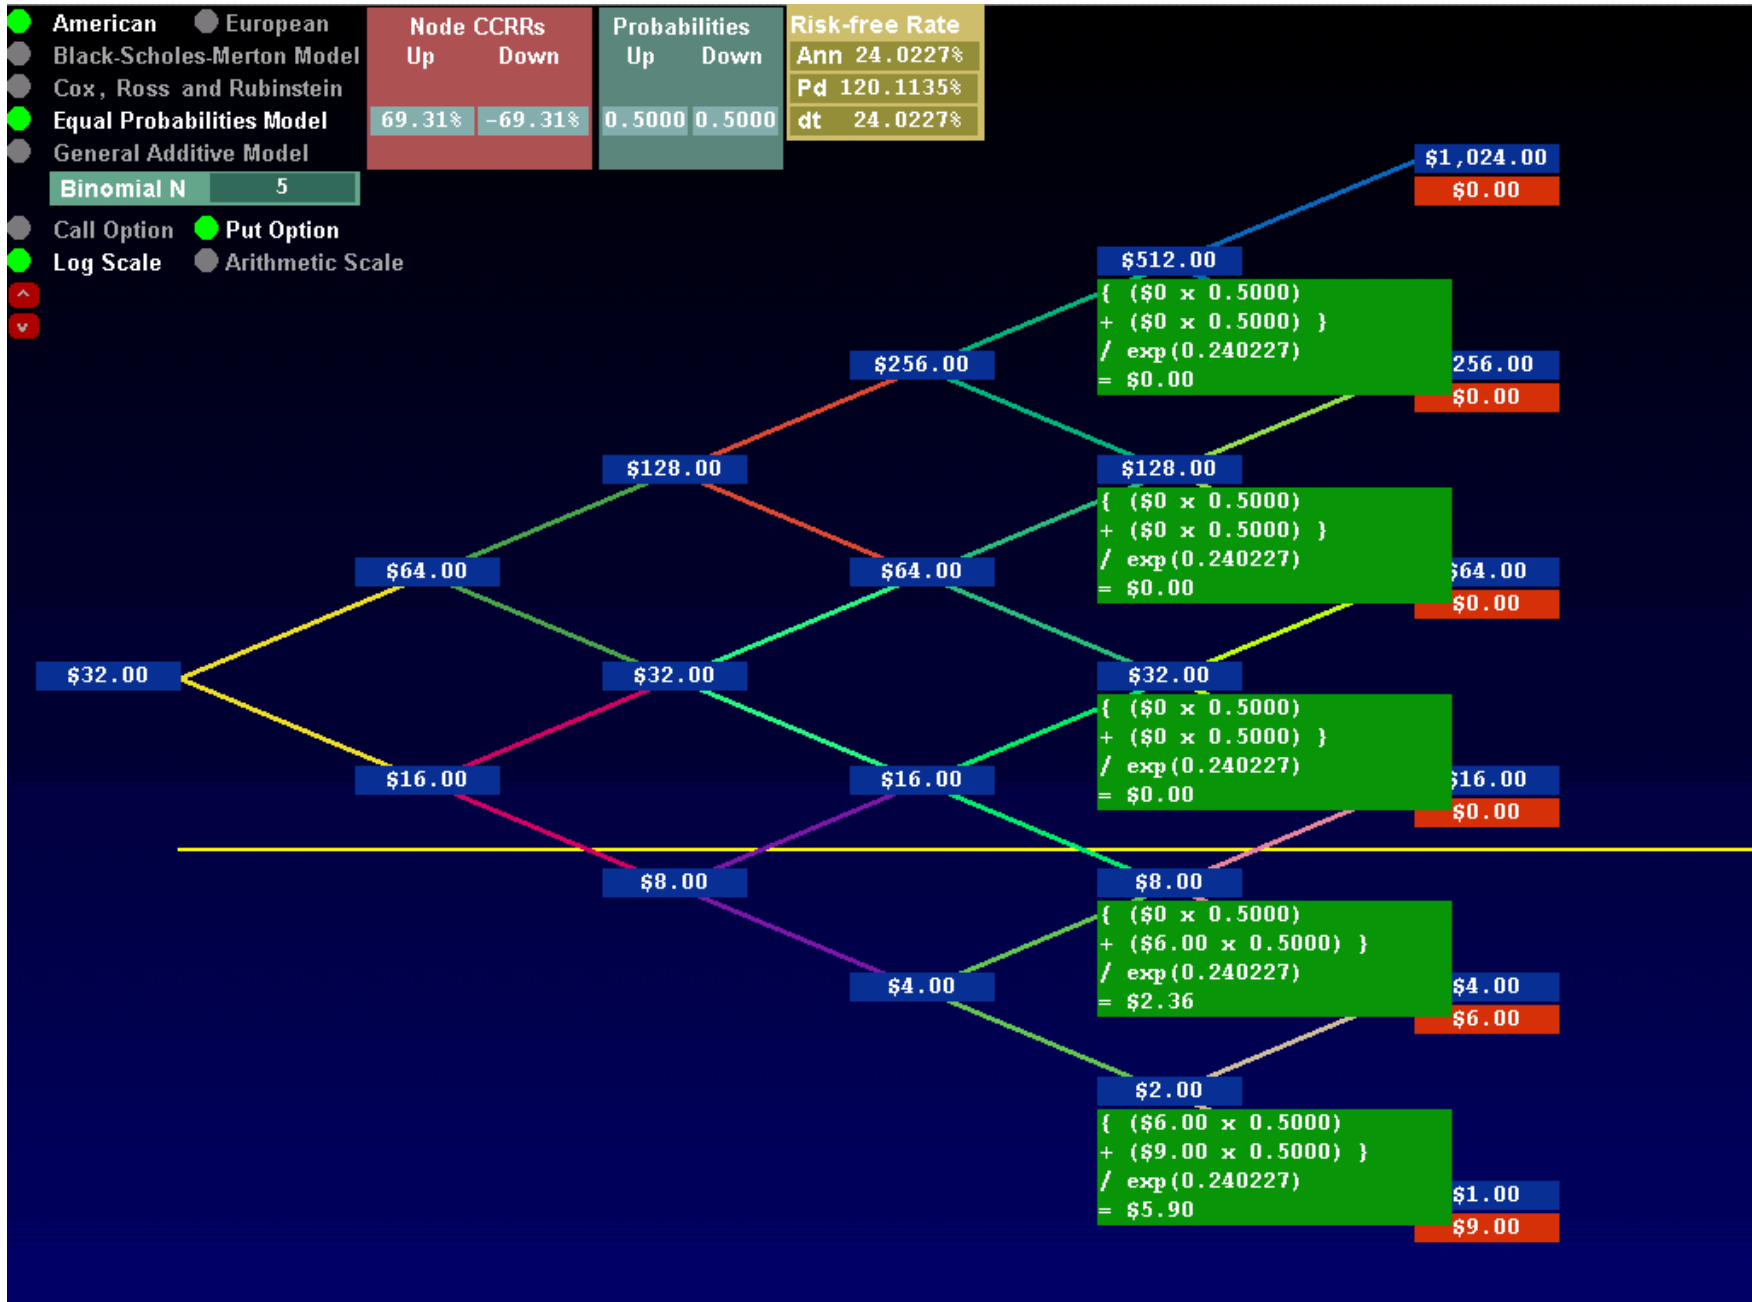 American European
Black-Scholes-Merton Model
Cox, Ross and Rubinstein
Equal Probabilities Model
General Additive Model
Binomial N 5
Call Option Put Option
Log Scale Arithmetic Scale
^
v
Node CCRRs
Up Down
69.31% -69.31%
Probabilities
Up Down
0.5000 0.5000
Risk-free Rate
Ann 24.0227%
Pd 120.1135%
dt 24.0227%
$1,024.00
$0.00
$512.00
{ ($0 x 0.5000)
+ ($0 x 0.5000) }
/ exp(0.240227)
= $0.00
$256.00
256.00
$0.00
$128.00
$128.00
{ ($0 x 0.5000)
+ ($0 x 0.5000) }
/ exp(0.240227)
= $0.00
$64.00
$64.00
$64.00
$0.00
$32.00
$32.00
$32.00
{ ($0 x 0.5000)
+ ($0 x 0.5000) }
/ exp(0.240227)
= $0.00
$16.00
$16.00
$16.00
$0.00
$8.00
$8.00
{ ($0 x 0.5000)
+ ($6.00 x 0.5000) }
/ exp(0.240227)
= $2.36
$4.00
$4.00
$6.00
$2.00
{ ($6.00 x 0.5000)
+ ($9.00 x 0.5000) }
/ exp(0.240227)
= $5.90
$1.00
$9.00